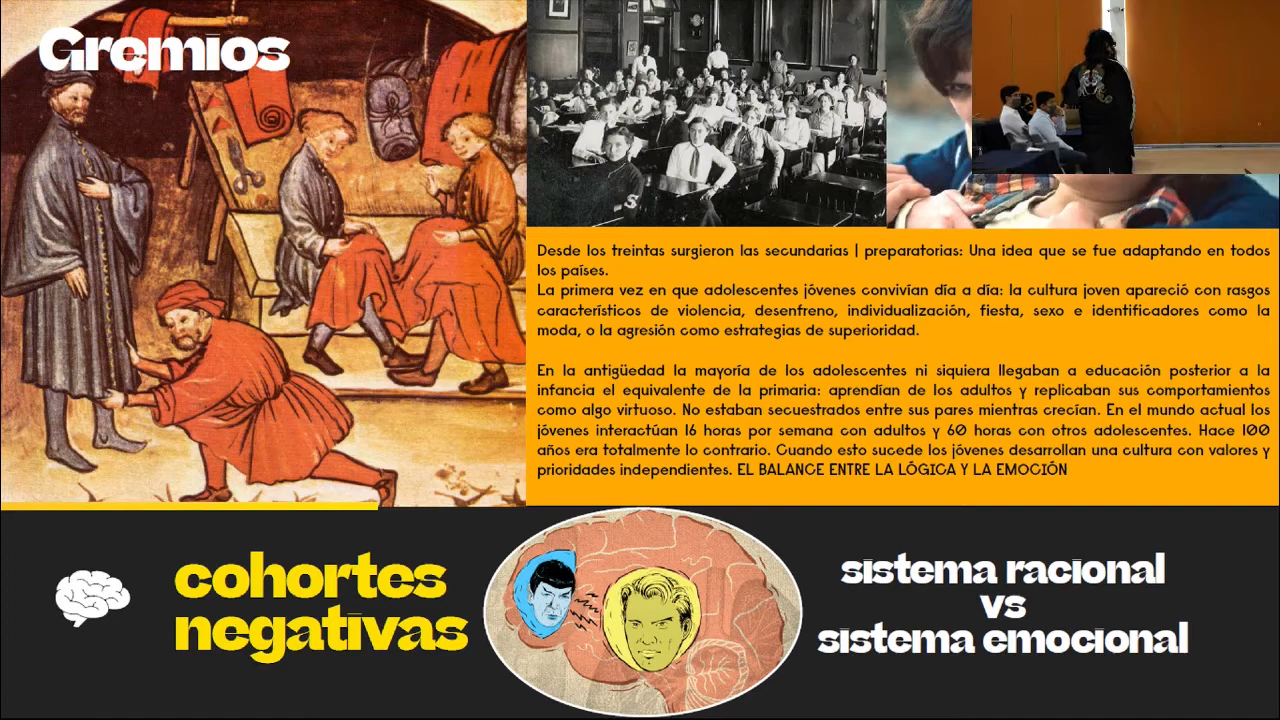 Gremios
Desde los treintas surgieron las secundarias | preparatorias: Una idea que se fue adaptando en todos
los países.
La primera vez en que adolescentes jóvenes convivían día a día: la cultura joven apareció con rasgos
característicos de violencia, desenfreno, individualización, fiesta, sexo e identificadores como la
moda, o la agresión como estrategias de superioridad.
En la antigüedad la mayoría de los adolescentes ni siquiera llegaban a educación posterior a la
infancia el equivalente de la primaria: aprendían de los adultos y replicaban sus comportamientos
como algo virtuoso. No estaban secuestrados entre sus pares mientras crecían. En el mundo actual los
jóvenes interactúan 16 horas por semana con adultos y 60 horas con otros adolescentes. Hace 100
años era totalmente lo contrario. Cuando esto sucede los jóvenes desarrollan una cultura con valores y
prioridades independientes. EL BALANCE ENTRE LA LÓGICA Y LA EMOCIÓN
cohortes
negativas
sistema racional
vs
sistema emocional